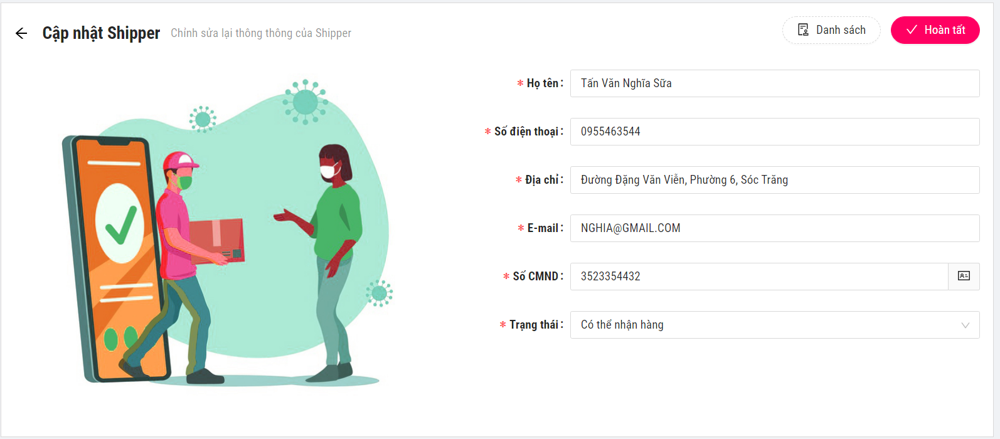 Cập nhật Shipper Chỉnh sửa lại thông thông của Shipper
Danh sách
Hoàn tất
* Họ tên : Tấn Văn Nghĩa Sữa
* Số điện thoại : 0955463544
* Địa chỉ : Đường Đặng Văn Viễn, Phường 6, Sóc Trăng
* E-mail : NGHIA@GMAIL.COM
* Số CMND : 3523354432
* Trạng thái : Có thể nhận hàng